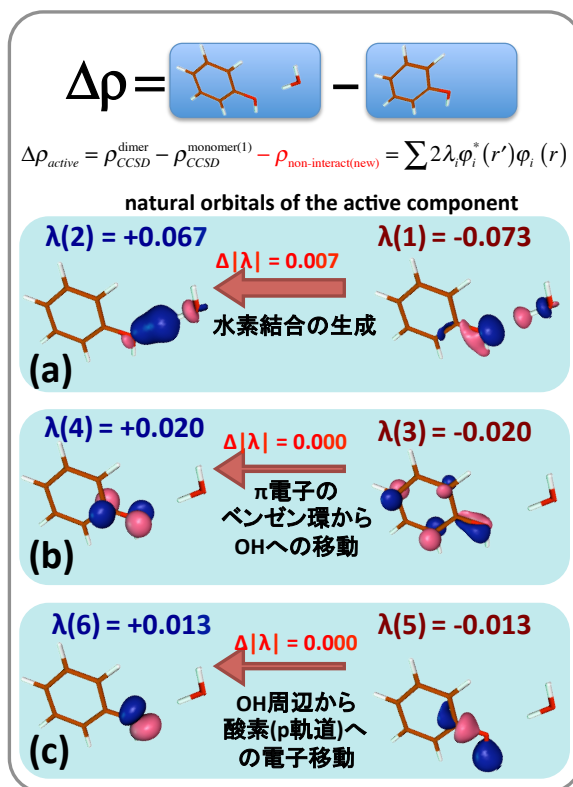 Δρ = −
Δρ_active = ρ_CCSD^dimer − ρ_CCSD^monomer(1) − ρ_non-interact(new) = ∑ 2λ_i φ_i^*(r′)φ_i (r)
natural orbitals of the active component
λ(2) = +0.067
λ(1) = -0.073
Δ|λ| = 0.007
水素結合の生成
(a)
λ(4) = +0.020
λ(3) = -0.020
Δ|λ| = 0.000
π電子の
ベンゼン環から
OHへの移動
(b)
λ(6) = +0.013
λ(5) = -0.013
Δ|λ| = 0.000
OH周辺から
酸素(p軌道)へ
の電子移動
(c)